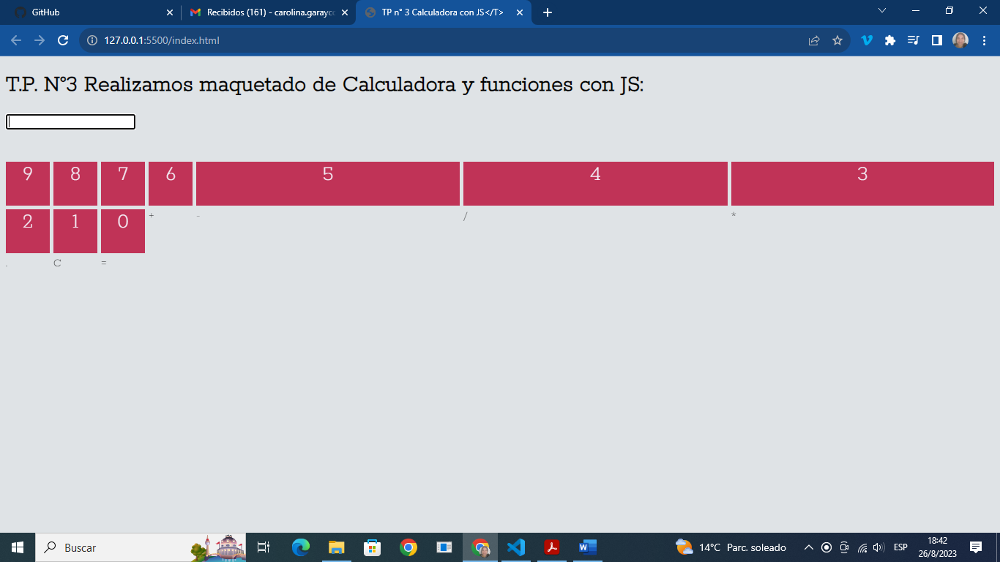 GitHub
Recibidos (161) - carolina.garayco
TP n° 3 Calculadora con JS</T>
127.0.0.1:5500/index.html
T.P. N°3 Realizamos maquetado de Calculadora y funciones con JS:
9 8 7 6 5 4 3
2 1 0 + - / *
. C =
Buscar
14°C Parc. soleado
ESP
18:42
26/8/2023